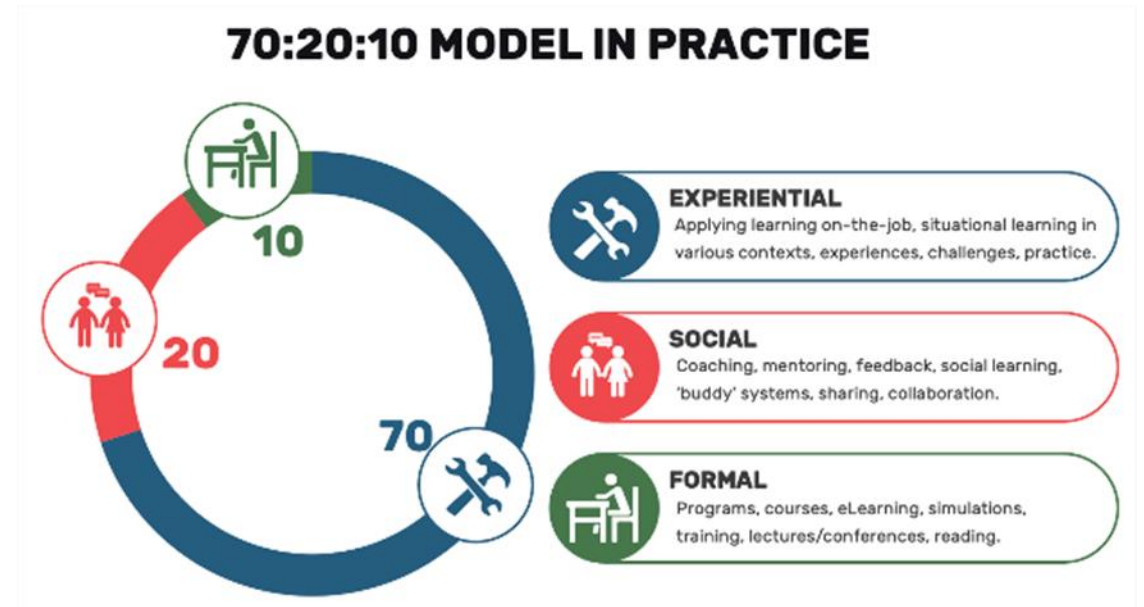 70:20:10 MODEL IN PRACTICE
10
20
70
EXPERIENTIAL
Applying learning on-the-job, situational learning in
various contexts, experiences, challenges, practice.
SOCIAL
Coaching, mentoring, feedback, social learning,
'buddy' systems, sharing, collaboration.
FORMAL
Programs, courses, eLearning, simulations,
training, lectures/conferences, reading.